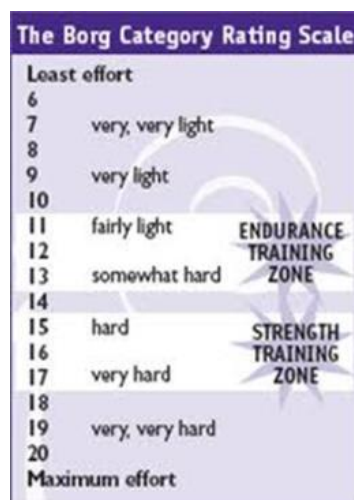 The Borg Category Rating Scale
Least effort
6
7 very, very light
8
9 very light
10
11 fairly light
12
13 somewhat hard
ENDURANCE
TRAINING
ZONE
14
15 hard
16
17 very hard
STRENGTH
TRAINING
ZONE
18
19 very, very hard
20
Maximum effort